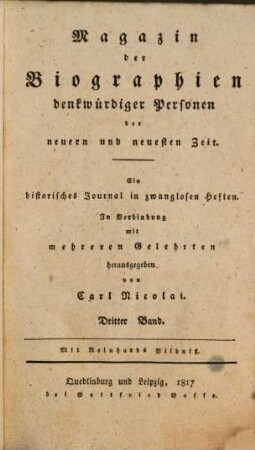 Magazin
der
Biographien
denkwürdiger Personen
der
neuern und neuesten Zeit.
Ein
historisches Journal in zwanglosen Heften.
In Verbindung
mit
mehreren Gelehrten
herausgegeben
von
Carl Nicolai.
Dritter Band.
Mit Reinhards Bildniß.
Quedlinburg und Leipzig, 1817
bei Gottfried Basse.